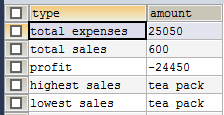 type amount
total expenses 25050
total sales 600
profit -24450
highest sales tea pack
lowest sales tea pack